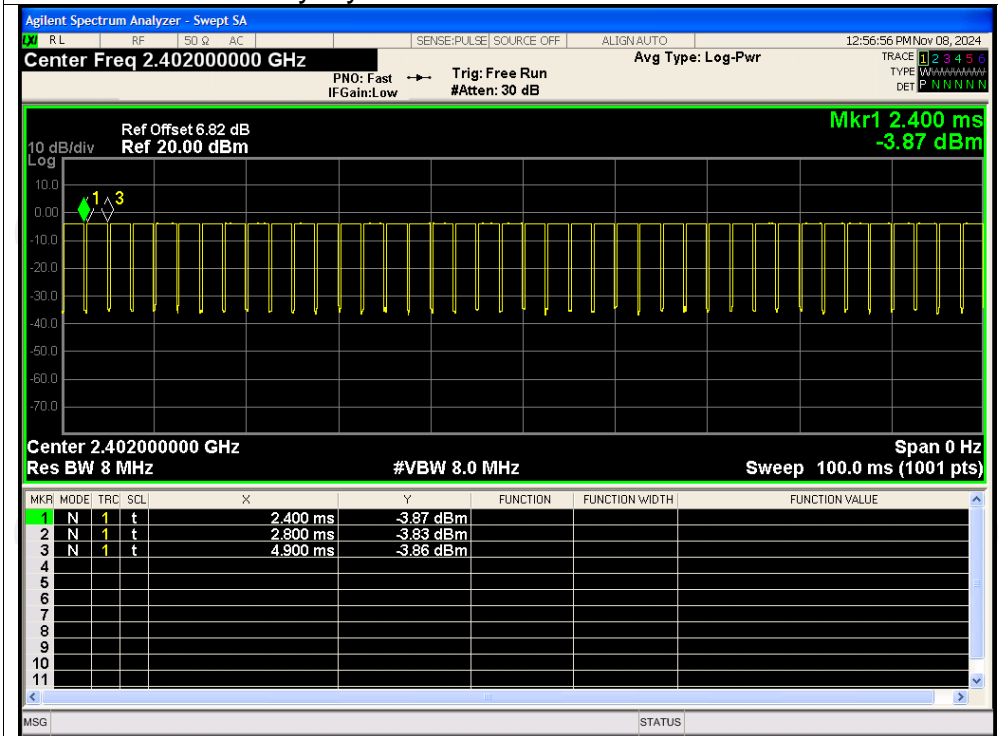 Agilent Spectrum Analyzer - Swept SA
LXI RL RF 50 Ω AC SENSE:PULSE SOURCE OFF ALIGN AUTO 12:56:56 PM Nov 08, 2024
Center Freq 2.402000000 GHz
PNO: Fast
IFGain:Low
Trig: Free Run
#Atten: 30 dB
Avg Type: Log-Pwr
TRACE 1 2 3 4 5 6
TYPE W
DET P N N N N N
Mkr1 2.400 ms
-3.87 dBm
Ref Offset 6.82 dB
10 dB/div Ref 20.00 dBm
Log
10.0
0.00
-10.0
-20.0
-30.0
-40.0
-50.0
-60.0
-70.0
1 3
Center 2.402000000 GHz Span 0 Hz
Res BW 8 MHz #VBW 8.0 MHz Sweep 100.0 ms (1001 pts)
MKR MODE TRC SCL X Y FUNCTION FUNCTION WIDTH FUNCTION VALUE
1 N 1 t 2.400 ms -3.87 dBm
2 N 1 t 2.800 ms -3.83 dBm
3 N 1 t 4.900 ms -3.86 dBm
4
5
6
7
8
9
10
11
MSG STATUS